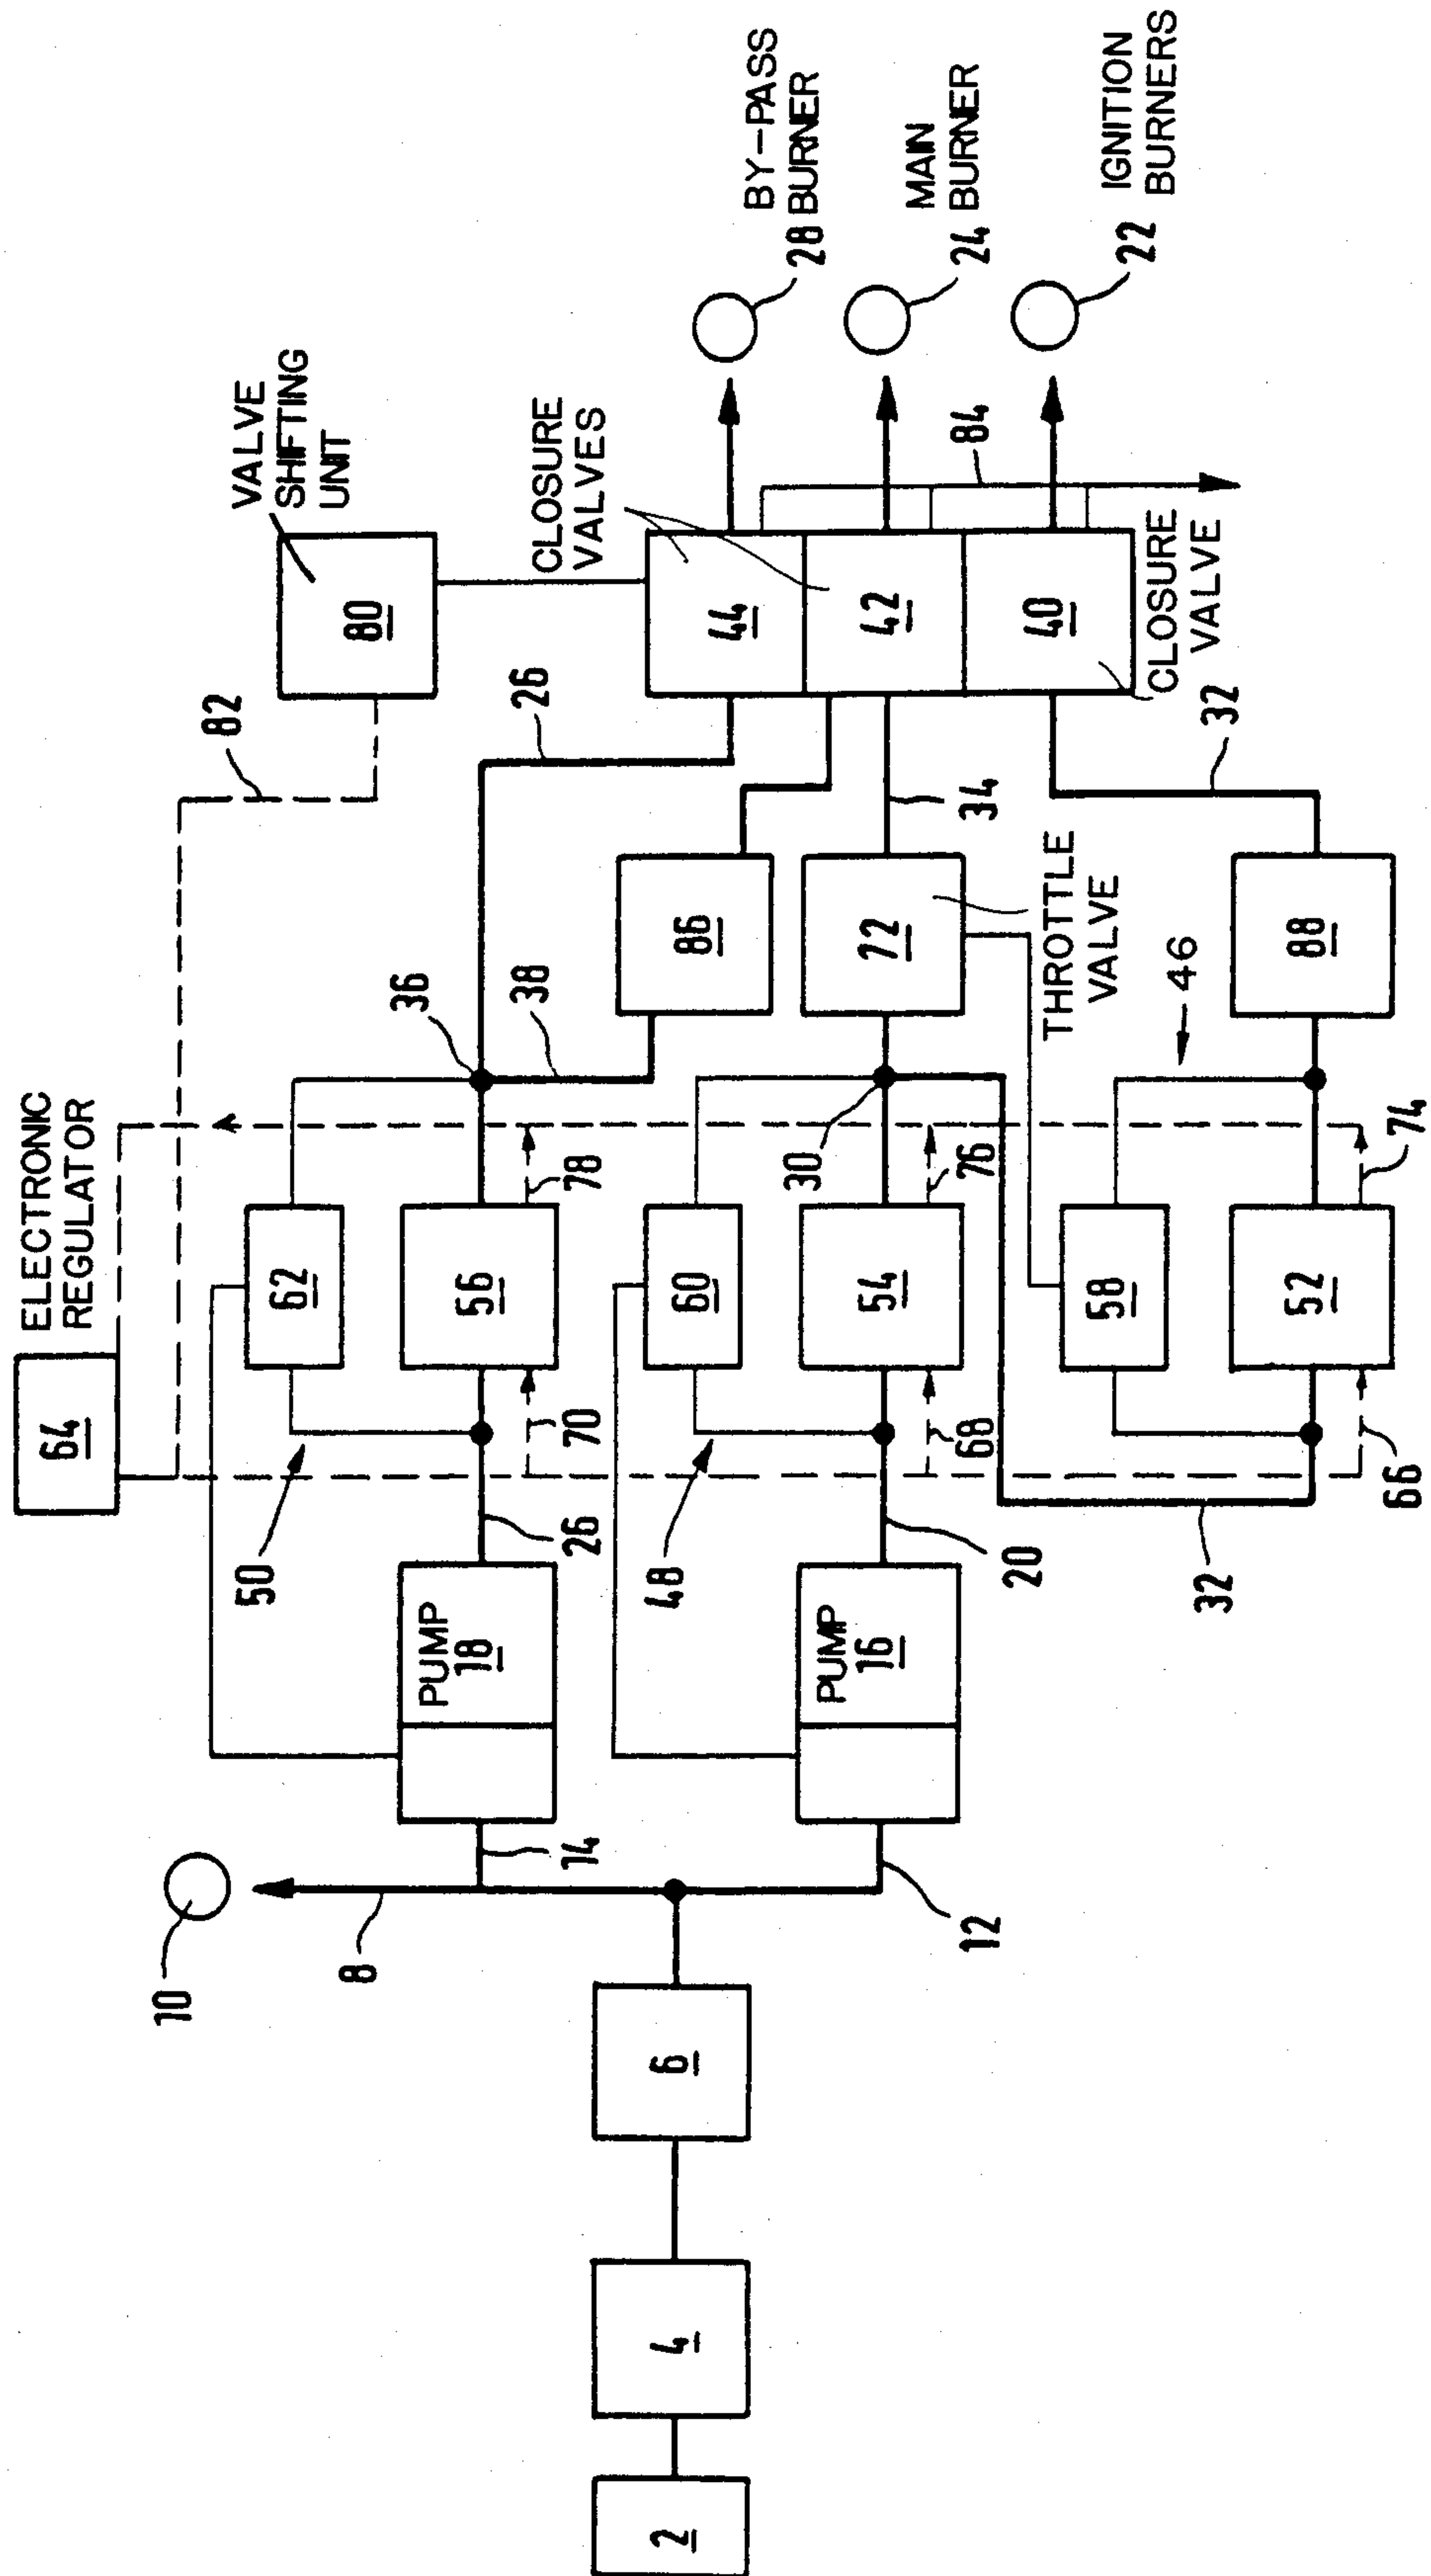 ELECTRONIC
REGULATOR
64
VALVE
SHIFTING
UNIT
80
82
10
8
50
62
36
26
38
CLOSURE
VALVES
BY-PASS
28 BURNER
14
PUMP
18
26
70
56
78
86
44
42
40
MAIN
BURNER
24
2
4
6
12
48
60
PUMP
16
20
68
54
76
30
72
34
THROTTLE
VALVE
84
IGNITION
BURNERS
22
CLOSURE
VALVE
32
58
46
32
66
52
74
88